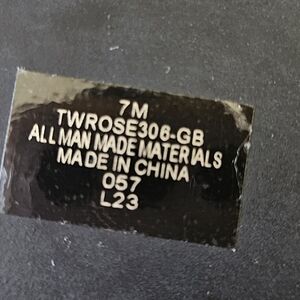 7M
TWROSE306-GB
ALL MAN MADE MATERIALS
MADE IN CHINA
057
L23